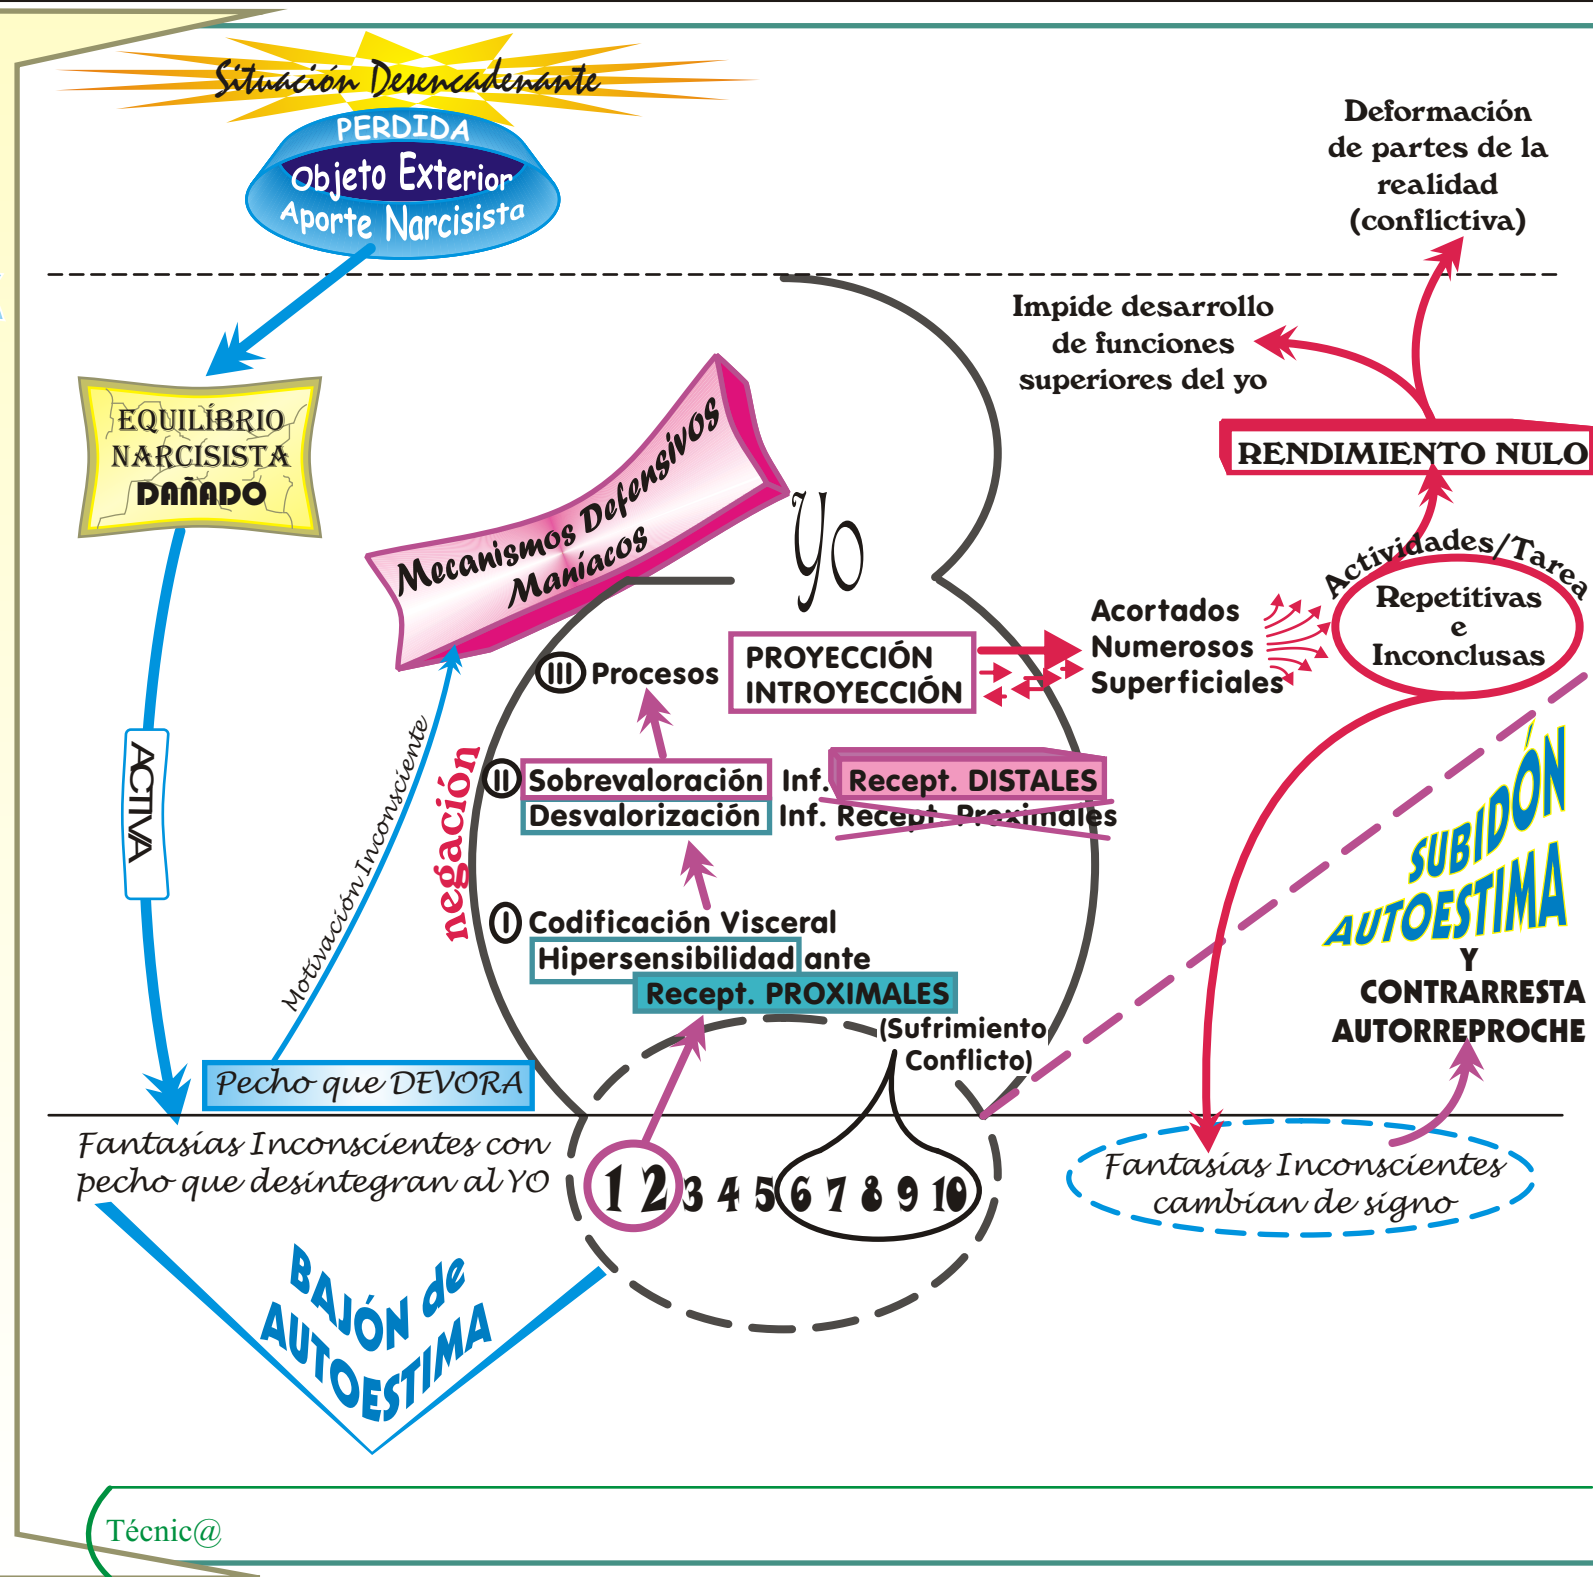 Situación Desencadenante
PERDIDA
Objeto Exterior
Aporte Narcisista
Deformación
de partes de la
realidad
(conflictiva)
Impide desarrollo
de funciones
superiores del yo
EQUILÍBRIO
NARCISISTA
DAÑADO
RENDIMIENTO NULO
Mecanismos Defensivos
Maníacos
Yo
Actividades/Tarea
Repetitivas
e
Inconclusas
Acortados
Numerosos
Superficiales
III Procesos
PROYECCIÓN
INTROYECCIÓN
ACTIVA
Motivación Inconsciente
negación
II Sobrevaloración Inf. Recept. DISTALES
Desvalorización Inf. Recept. Proximales
I Codificación Visceral
Hipersensibilidad ante
Recept. PROXIMALES
(Sufrimiento
Conflicto)
SUBIDÓN
AUTOESTIMA
Y
CONTRARRESTA
AUTORREPROCHE
Pecho que DEVORA
Fantasías Inconscientes con
pecho que desintegran al YO
1 2 3 4 5 6 7 8 9 10
Fantasías Inconscientes
cambian de signo
BAJÓN de
AUTOESTIMA
Técnic@